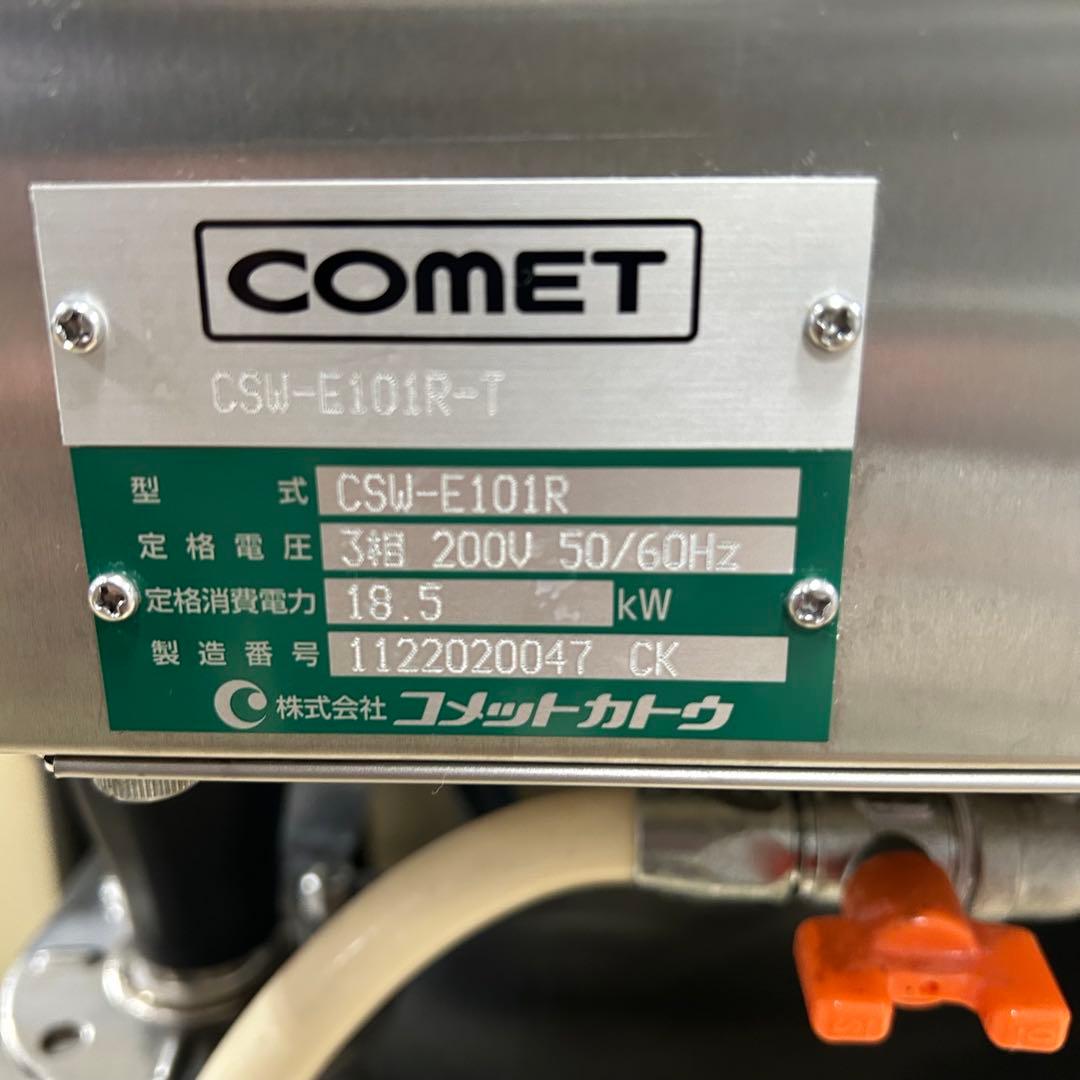 COMET
CSW-E101R-T
型式 CSW-E101R
定格電圧 3相 200V 50/60Hz
定格消費電力 18.5 kW
製造番号 1122020047 CK
株式会社 コメットカトウ